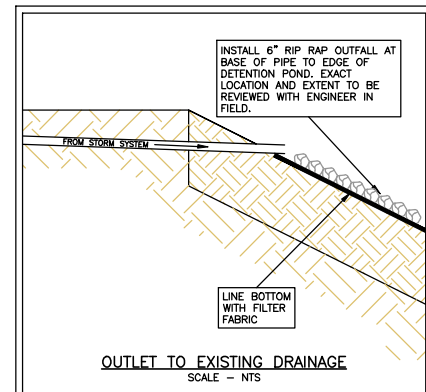 INSTALL 6" RIP RAP OUTFALL AT
BASE OF PIPE TO EDGE OF
DETENTION POND. EXACT
LOCATION AND EXTENT TO BE
REVIEWED WITH ENGINEER IN
FIELD.
FROM STORM SYSTEM
LINE BOTTOM
WITH FILTER
FABRIC
OUTLET TO EXISTING DRAINAGE
SCALE - NTS